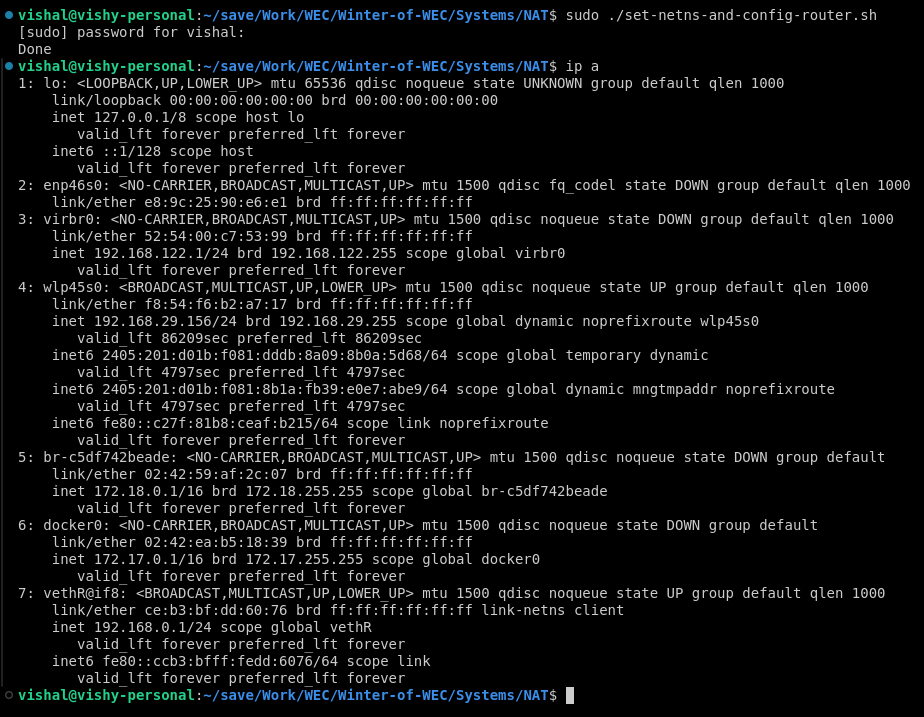 vishal@vishy-personal:~/save/Work/WEC/Winter-of-WEC/Systems/NAT$ sudo ./set-netns-and-config-router.sh
[sudo] password for vishal:
Done
vishal@vishy-personal:~/save/Work/WEC/Winter-of-WEC/Systems/NAT$ ip a
1: lo: <LOOPBACK,UP,LOWER_UP> mtu 65536 qdisc noqueue state UNKNOWN group default qlen 1000
    link/loopback 00:00:00:00:00:00 brd 00:00:00:00:00:00
    inet 127.0.0.1/8 scope host lo
       valid_lft forever preferred_lft forever
    inet6 ::1/128 scope host
       valid_lft forever preferred_lft forever
2: enp46s0: <NO-CARRIER,BROADCAST,MULTICAST,UP> mtu 1500 qdisc fq_codel state DOWN group default qlen 1000
    link/ether e8:9c:25:90:e6:e1 brd ff:ff:ff:ff:ff:ff
3: virbr0: <NO-CARRIER,BROADCAST,MULTICAST,UP> mtu 1500 qdisc noqueue state DOWN group default qlen 1000
    link/ether 52:54:00:c7:53:99 brd ff:ff:ff:ff:ff:ff
    inet 192.168.122.1/24 brd 192.168.122.255 scope global virbr0
       valid_lft forever preferred_lft forever
4: wlp45s0: <BROADCAST,MULTICAST,UP,LOWER_UP> mtu 1500 qdisc noqueue state UP group default qlen 1000
    link/ether f8:54:f6:b2:a7:17 brd ff:ff:ff:ff:ff:ff
    inet 192.168.29.156/24 brd 192.168.29.255 scope global dynamic noprefixroute wlp45s0
       valid_lft 86209sec preferred_lft 86209sec
    inet6 2405:201:d01b:f081:dddb:8a09:8b0a:5d68/64 scope global temporary dynamic
       valid_lft 4797sec preferred_lft 4797sec
    inet6 2405:201:d01b:f081:8b1a:fb39:e0e7:abe9/64 scope global dynamic mngtmpaddr noprefixroute
       valid_lft 4797sec preferred_lft 4797sec
    inet6 fe80::c27f:81b8:ceaf:b215/64 scope link noprefixroute
       valid_lft forever preferred_lft forever
5: br-c5df742beade: <NO-CARRIER,BROADCAST,MULTICAST,UP> mtu 1500 qdisc noqueue state DOWN group default
    link/ether 02:42:59:af:2c:07 brd ff:ff:ff:ff:ff:ff
    inet 172.18.0.1/16 brd 172.18.255.255 scope global br-c5df742beade
       valid_lft forever preferred_lft forever
6: docker0: <NO-CARRIER,BROADCAST,MULTICAST,UP> mtu 1500 qdisc noqueue state DOWN group default
    link/ether 02:42:ea:b5:18:39 brd ff:ff:ff:ff:ff:ff
    inet 172.17.0.1/16 brd 172.17.255.255 scope global docker0
       valid_lft forever preferred_lft forever
7: vethR@if8: <BROADCAST,MULTICAST,UP,LOWER_UP> mtu 1500 qdisc noqueue state UP group default qlen 1000
    link/ether ce:b3:bf:dd:60:76 brd ff:ff:ff:ff:ff:ff link-netns client
    inet 192.168.0.1/24 scope global vethR
       valid_lft forever preferred_lft forever
    inet6 fe80::ccb3:bfff:fedd:6076/64 scope link
       valid_lft forever preferred_lft forever
vishal@vishy-personal:~/save/Work/WEC/Winter-of-WEC/Systems/NAT$